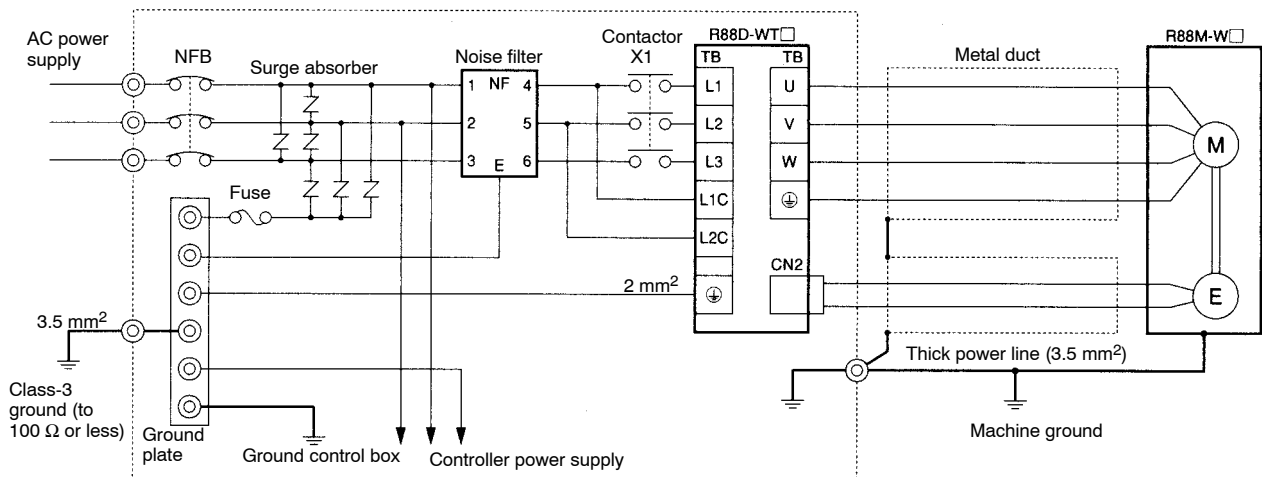 R88D-WT□
R88M-W□
AC power
supply
NFB
Surge absorber
Noise filter
Contactor
X1
TB
TB
Metal duct
1
NF
4
2
5
3
E
6
L1
L2
L3
L1C
L2C
U
V
W
CN2
M
E
Fuse
2 mm²
3.5 mm²
Class-3
ground (to
100 Ω or less)
Ground
plate
Ground control box
Controller power supply
Thick power line (3.5 mm²)
Machine ground